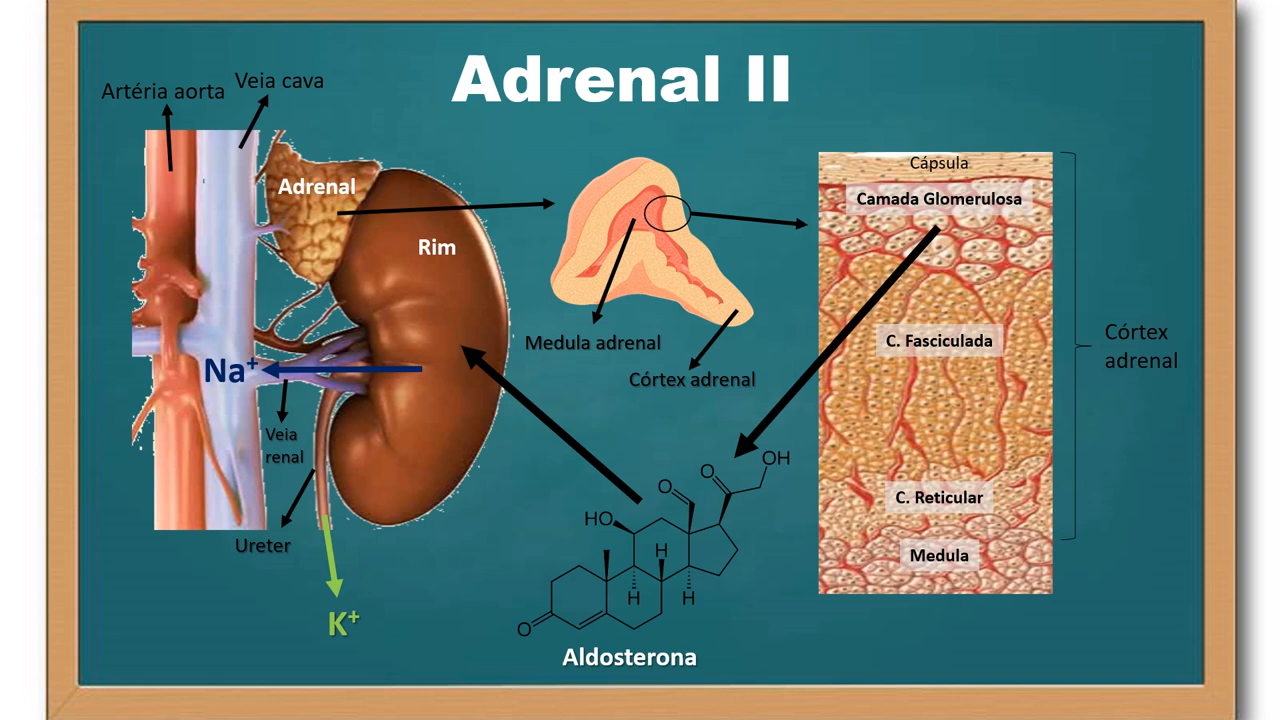 Adrenal II
Artéria aorta
Veia cava
Adrenal
Rim
Na+
Veia
renal
Ureter
K+
Medula adrenal
Córtex adrenal
Cápsula
Camada Glomerulosa
C. Fasciculada
C. Reticular
Medula
Córtex
adrenal
OH
O
O
HO
H
H
H
O
Aldosterona